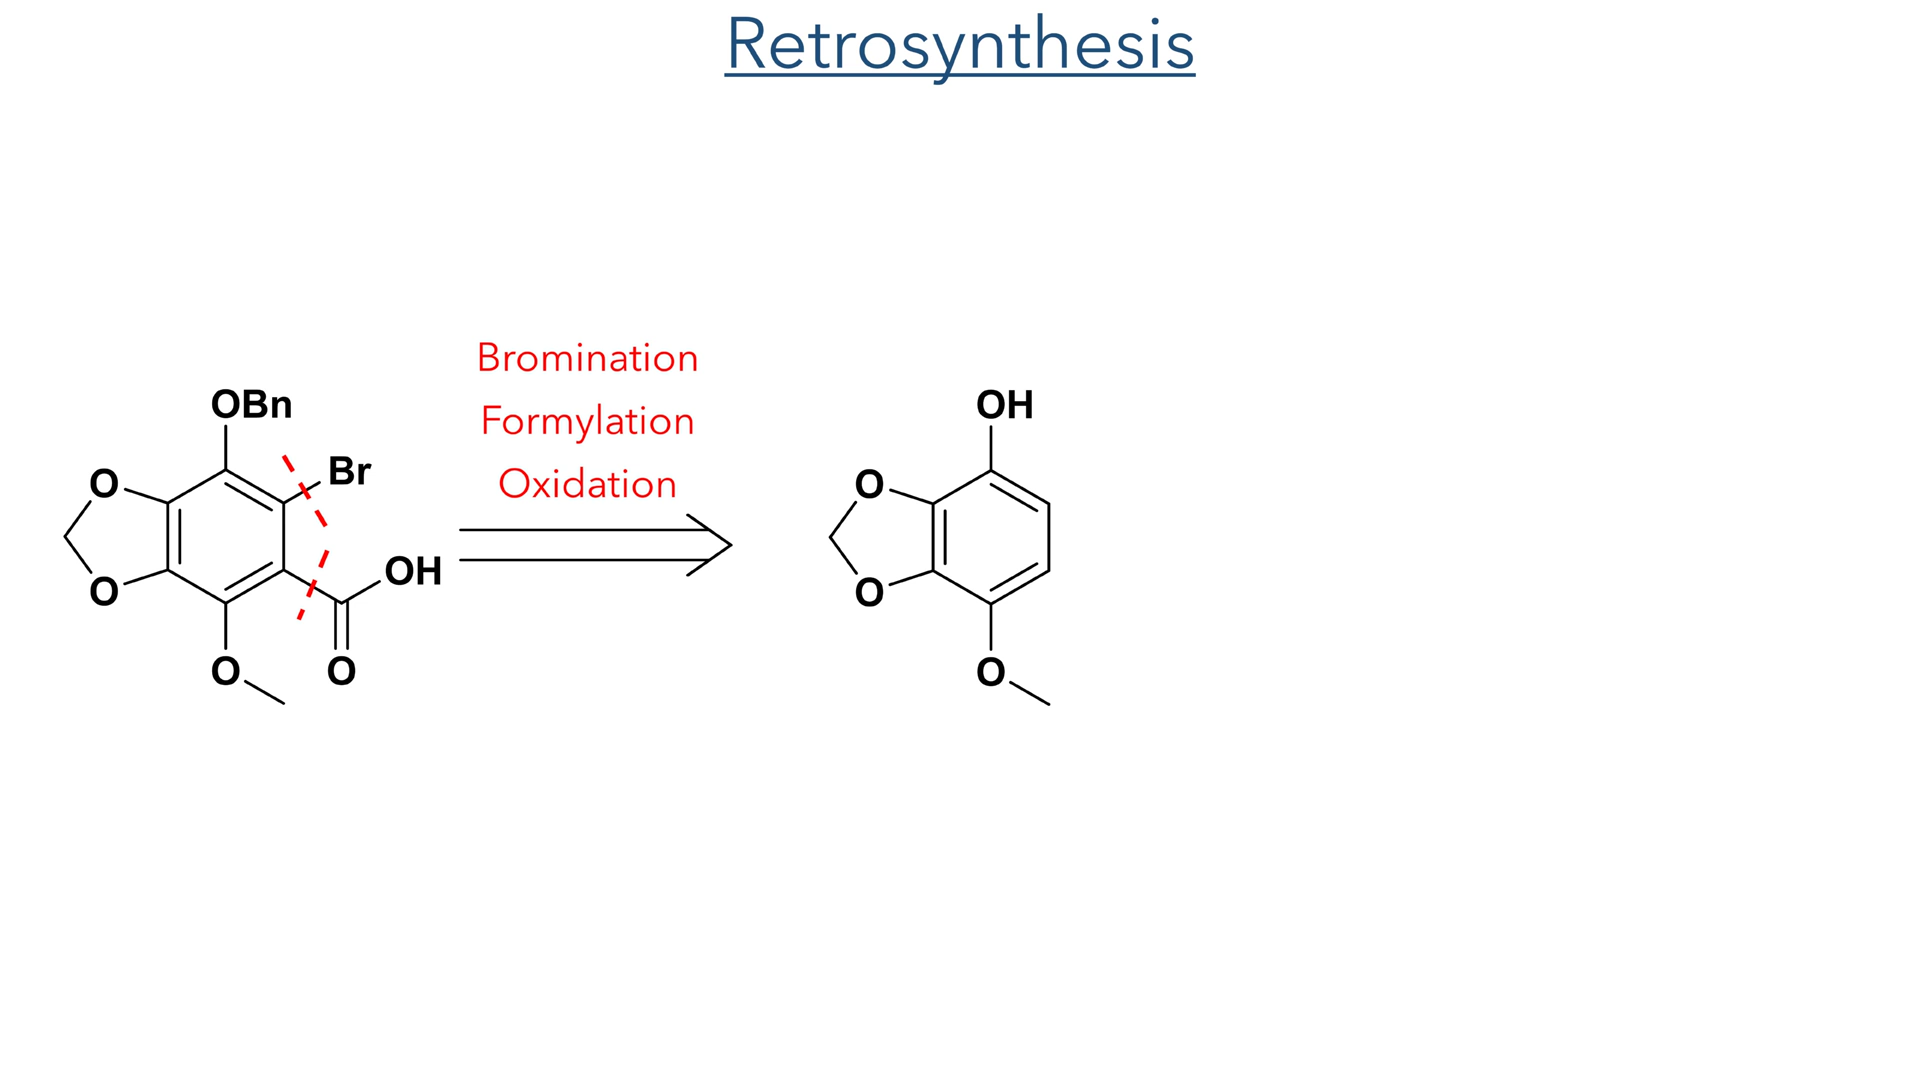 Retrosynthesis
Bromination
Formylation
Oxidation
OBn
Br
O
O
OH
O
O
OH
O
O
O